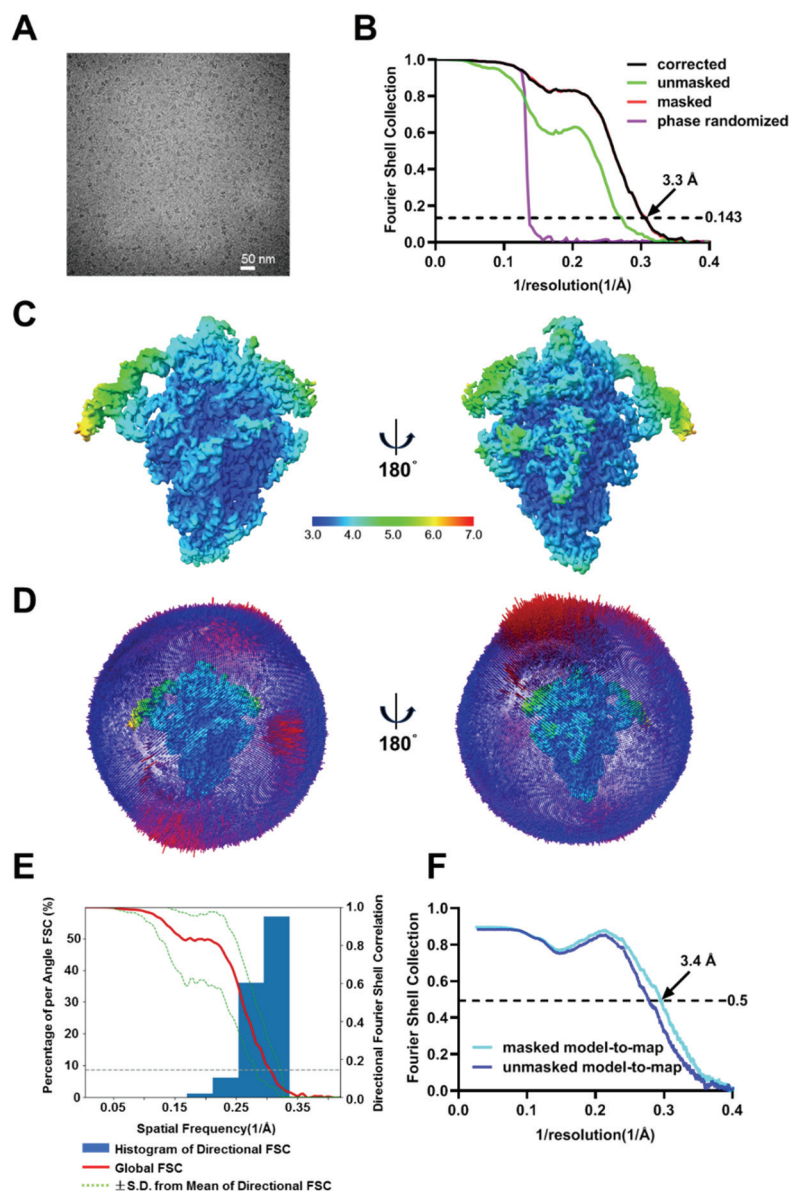 A
50 nm
B
1.0
0.8
0.6
0.4
0.2
0.0
Fourier Shell Collection
corrected
unmasked
masked
phase randomized
3.3 Å
0.143
0.0 0.1 0.2 0.3 0.4
1/resolution(1/Å)
C
180°
3.0 4.0 5.0 6.0 7.0
D
180°
E
Percentage of per Angle FSC (%)
50
40
30
20
10
0
1.0
0.8
0.6
0.4
0.2
0.0
Directional Fourier Shell Correlation
0.05 0.15 0.25 0.35
Spatial Frequency(1/Å)
Histogram of Directional FSC
Global FSC
±S.D. from Mean of Directional FSC
F
1.0
0.8
0.6
0.4
0.2
0.0
Fourier Shell Collection
3.4 Å
0.5
masked model-to-map
unmasked model-to-map
0.0 0.1 0.2 0.3 0.4
1/resolution(1/Å)